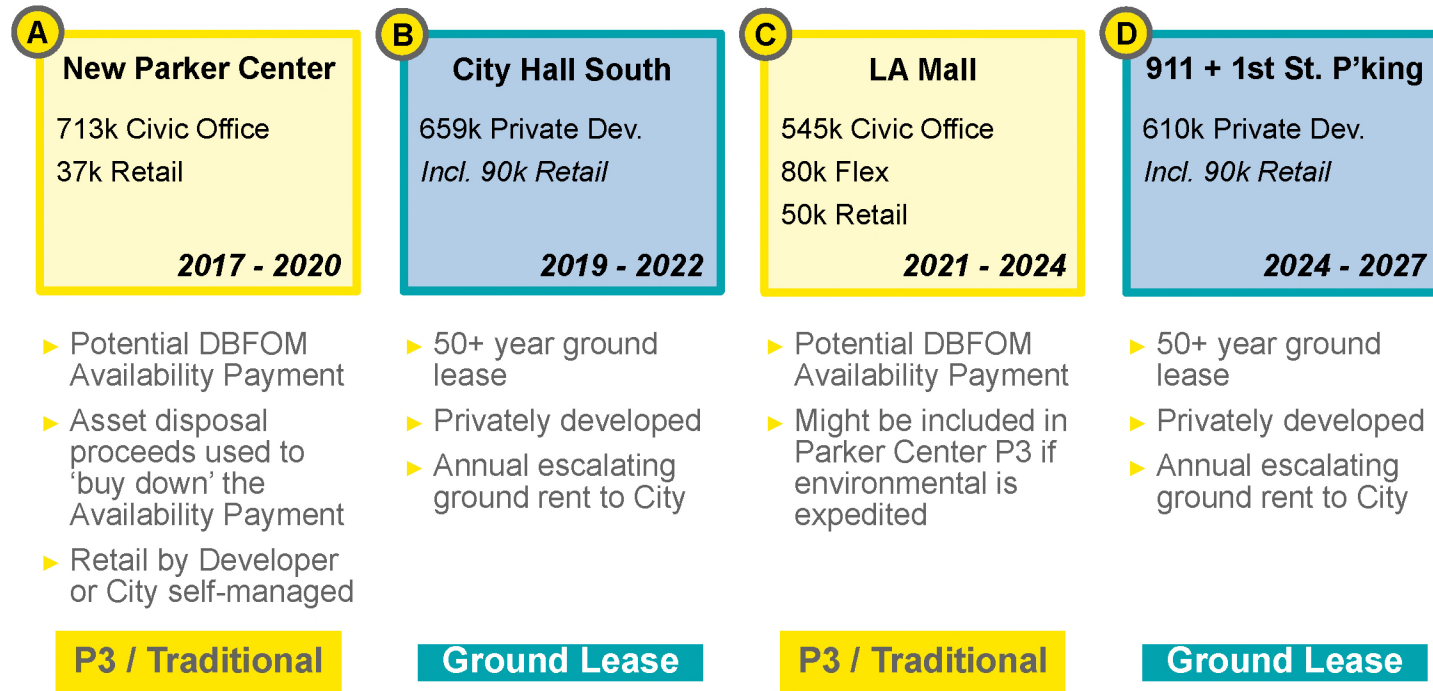 A
New Parker Center
713k Civic Office
37k Retail
2017 - 2020
► Potential DBFOM
Availability Payment
► Asset disposal
proceeds used to
‘buy down’ the
Availability Payment
► Retail by Developer
or City self-managed
P3 / Traditional
B
City Hall South
659k Private Dev.
Incl. 90k Retail
2019 - 2022
► 50+ year ground
lease
► Privately developed
► Annual escalating
ground rent to City
Ground Lease
C
LA Mall
545k Civic Office
80k Flex
50k Retail
2021 - 2024
► Potential DBFOM
Availability Payment
► Might be included in
Parker Center P3 if
environmental is
expedited
P3 / Traditional
D
911 + 1st St. P’king
610k Private Dev.
Incl. 90k Retail
2024 - 2027
► 50+ year ground
lease
► Privately developed
► Annual escalating
ground rent to City
Ground Lease